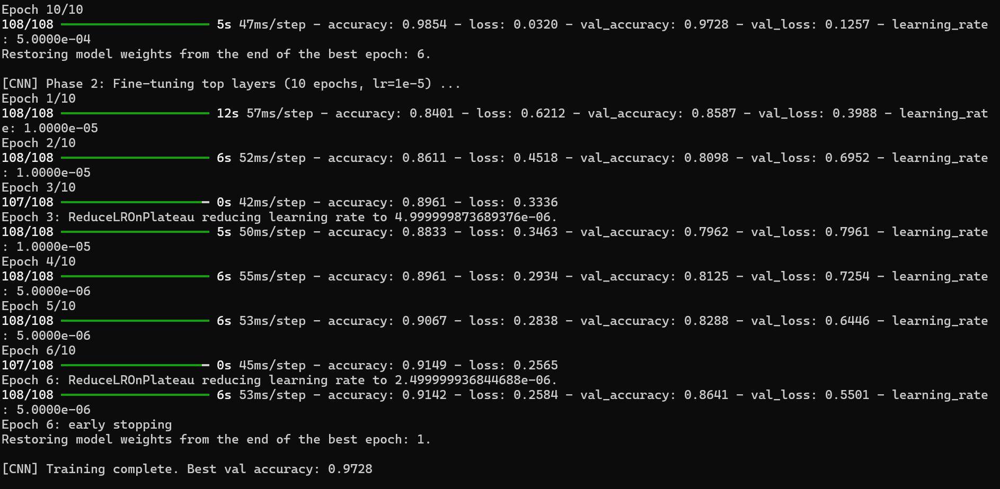 Epoch 10/10
108/108 ━━━━━━━━━━━━━━━━━━━━ 5s 47ms/step - accuracy: 0.9854 - loss: 0.0320 - val_accuracy: 0.9728 - val_loss: 0.1257 - learning_rate
: 5.0000e-04
Restoring model weights from the end of the best epoch: 6.
[CNN] Phase 2: Fine-tuning top layers (10 epochs, lr=1e-5) ...
Epoch 1/10
108/108 ━━━━━━━━━━━━━━━━━━━━ 12s 57ms/step - accuracy: 0.8401 - loss: 0.6212 - val_accuracy: 0.8587 - val_loss: 0.3988 - learning_rat
e: 1.0000e-05
Epoch 2/10
108/108 ━━━━━━━━━━━━━━━━━━━━ 6s 52ms/step - accuracy: 0.8611 - loss: 0.4518 - val_accuracy: 0.8098 - val_loss: 0.6952 - learning_rate
: 1.0000e-05
Epoch 3/10
107/108 ━━━━━━━━━━━━━━━━━━━━ 0s 42ms/step - accuracy: 0.8961 - loss: 0.3336
Epoch 3: ReduceLROnPlateau reducing learning rate to 4.999999873689376e-06.
108/108 ━━━━━━━━━━━━━━━━━━━━ 5s 50ms/step - accuracy: 0.8833 - loss: 0.3463 - val_accuracy: 0.7962 - val_loss: 0.7961 - learning_rate
: 1.0000e-05
Epoch 4/10
108/108 ━━━━━━━━━━━━━━━━━━━━ 6s 55ms/step - accuracy: 0.8961 - loss: 0.2934 - val_accuracy: 0.8125 - val_loss: 0.7254 - learning_rate
: 5.0000e-06
Epoch 5/10
108/108 ━━━━━━━━━━━━━━━━━━━━ 6s 53ms/step - accuracy: 0.9067 - loss: 0.2838 - val_accuracy: 0.8288 - val_loss: 0.6446 - learning_rate
: 5.0000e-06
Epoch 6/10
107/108 ━━━━━━━━━━━━━━━━━━━━ 0s 45ms/step - accuracy: 0.9149 - loss: 0.2565
Epoch 6: ReduceLROnPlateau reducing learning rate to 2.499999936844688e-06.
108/108 ━━━━━━━━━━━━━━━━━━━━ 6s 53ms/step - accuracy: 0.9142 - loss: 0.2584 - val_accuracy: 0.8641 - val_loss: 0.5501 - learning_rate
: 5.0000e-06
Epoch 6: early stopping
Restoring model weights from the end of the best epoch: 1.
[CNN] Training complete. Best val accuracy: 0.9728